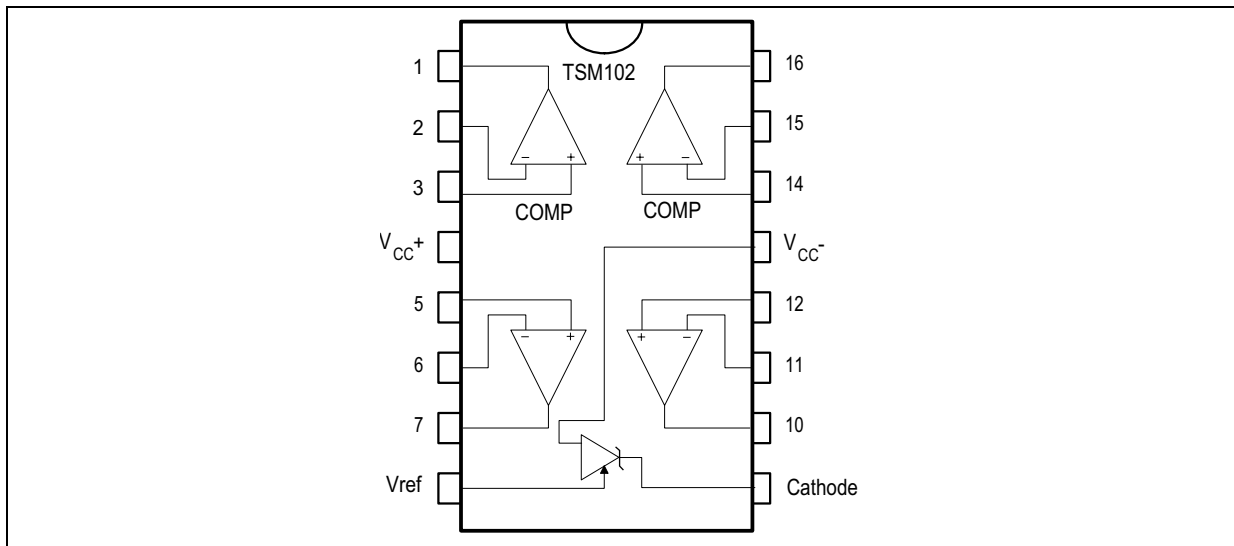 TSM102
1 16
2 15
3 14
- + + -
COMP COMP
VCC+ VCC-
5 12
- + + -
6 11
7 10
Vref Cathode